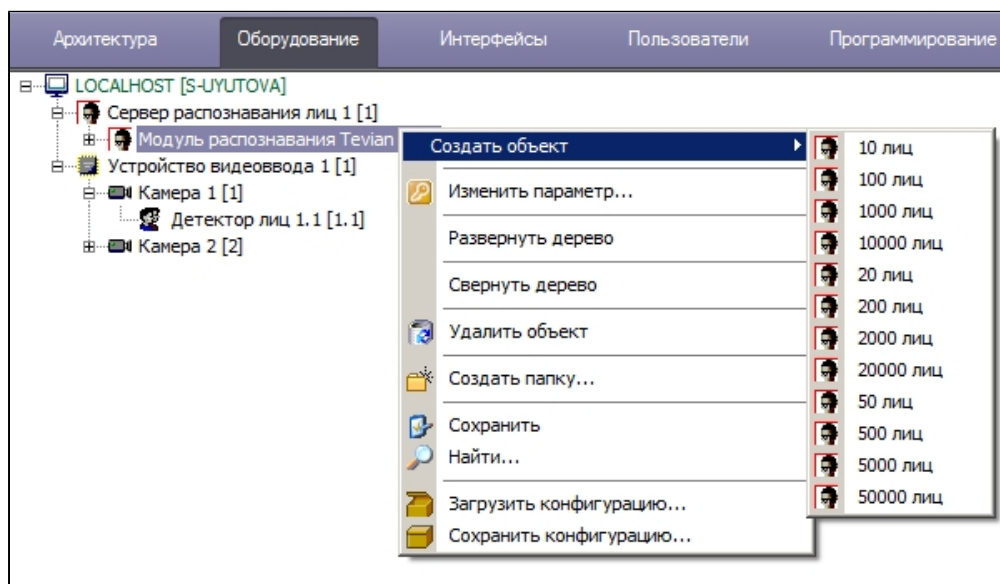 Архитектура
Оборудование
Интерфейсы
Пользователи
Программирование
LOCALHOST [S-UYUTOVA]
Сервер распознавания лиц 1 [1]
Модуль распознавания Tevian
Устройство видеоввода 1 [1]
Камера 1 [1]
Детектор лиц 1.1 [1.1]
Камера 2 [2]
Создать объект
Изменить параметр...
Развернуть дерево
Свернуть дерево
Удалить объект
Создать папку...
Сохранить
Найти...
Загрузить конфигурацию...
Сохранить конфигурацию...
10 лиц
100 лиц
1000 лиц
10000 лиц
20 лиц
200 лиц
2000 лиц
20000 лиц
50 лиц
500 лиц
5000 лиц
50000 лиц